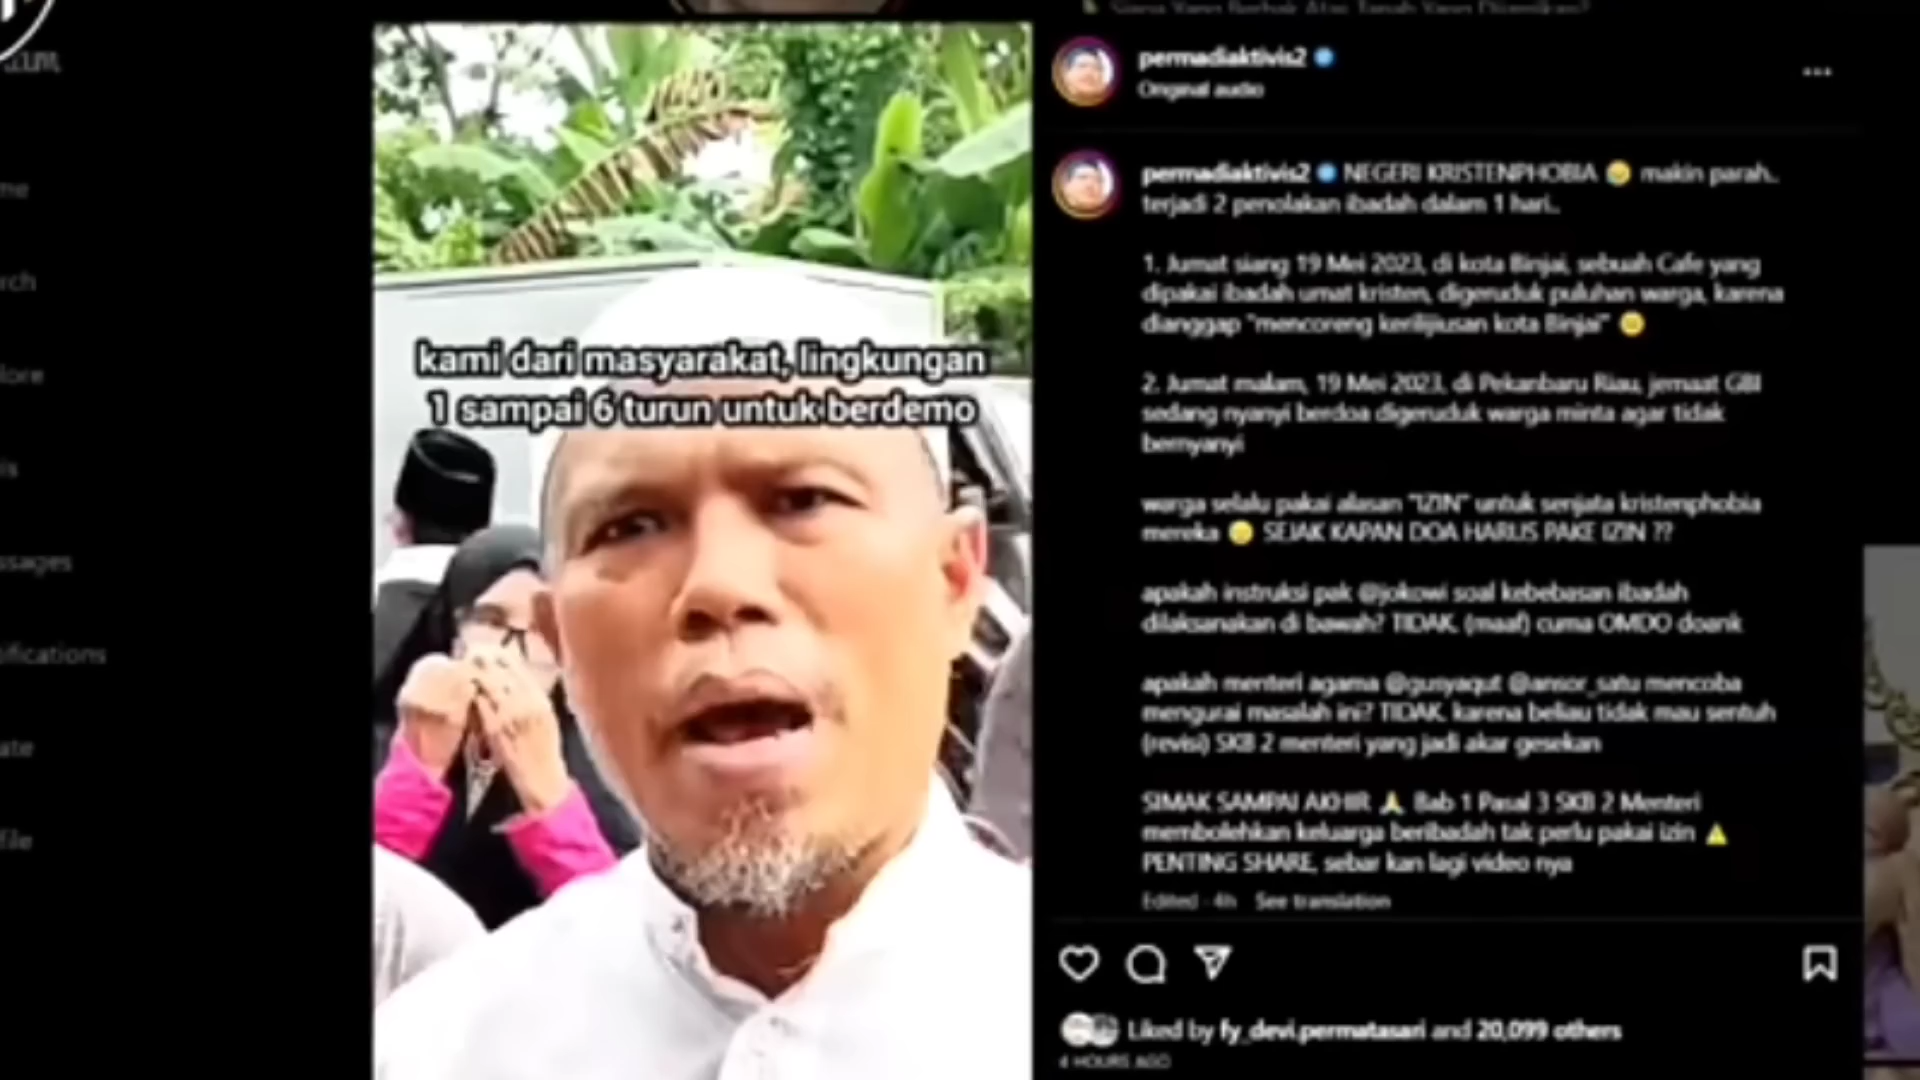 permadiaktivis2
Original audio
permadiaktivis2 NEGERI KRISTENPHOBIA 😢 makin parah..
terjadi 2 penolakan ibadah dalam 1 hari..
1. Jumat siang 19 Mei 2023, di kota Binjai, sebuah Cafe yang
dipakai ibadah umat kristen, digeruduk puluhan warga, karena
dianggap "mencoreng kerilijiusan kota Binjai"
2. Jumat malam, 19 Mei 2023, di Pekanbaru Riau, jemaat GBI
sedang nyanyi berdoa digeruduk warga minta agar tidak
bernyanyi
warga selalu pakai alasan "IZIN" untuk senjata kristenphobia
mereka SEJAK KAPAN DOA HARUS PAKE IZIN ??
apakah instruksi pak @jokowi soal kebebasan ibadah
dilaksanakan di bawah? TIDAK. (maaf) cuma OMDO doank
apakah menteri agama @gusyaqut @ansor_satu mencoba
mengurai masalah ini? TIDAK. karena beliau tidak mau sentuh
(revisi) SKB 2 menteri yang jadi akar gesekan
SIMAK SAMPAI AKHIR 🙏 Bab 1 Pasal 3 SKB 2 Menteri
membolehkan keluarga beribadah tak perlu pakai izin ⚠️
PENTING SHARE, sebar kan lagi video nya
Edited · 4h See translation
Liked by fy_devi.permatasari and 20,099 others
4 HOURS AGO
kami dari masyarakat, lingkungan
1 sampai 6 turun untuk berdemo